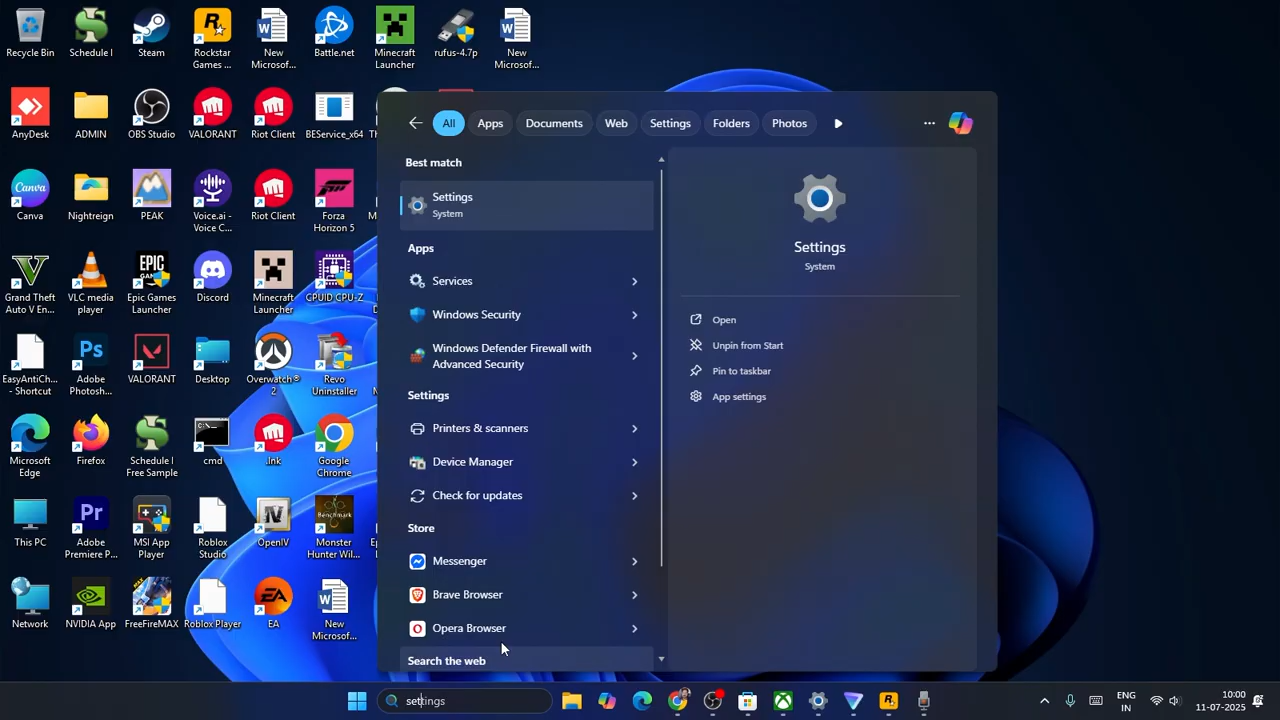 Recycle Bin
Schedule I
Steam
Rockstar
Games ...
New
Microsof...
Battle.net
Minecraft
Launcher
rufus-4.7p
New
Microsof...
AnyDesk
ADMIN
OBS Studio
VALORANT
Riot Client
BEService_x64
Canva
Nightreign
PEAK
Voice.ai -
Voice C...
Riot Client
Forza
Horizon 5
Grand Theft
Auto V En...
VLC media
player
Epic Games
Launcher
Discord
Minecraft
Launcher
CPUID CPU-Z
EasyAntiCh...
- Shortcut
Adobe
Photosh...
VALORANT
Desktop
Overwatch®
2
Revo
Uninstaller
Microsoft
Edge
Firefox
Schedule I
Free Sample
cmd
.lnk
Google
Chrome
This PC
Adobe
Premiere P...
MSI App
Player
Roblox
Studio
OpenIV
Monster
Hunter Wil...
Network
NVIDIA App
FreeFireMAX
Roblox Player
EA
New
Microsof...
All
Apps
Documents
Web
Settings
Folders
Photos
Best match
Settings
System
Apps
Services
Windows Security
Windows Defender Firewall with
Advanced Security
Settings
Printers & scanners
Device Manager
Check for updates
Store
Messenger
Brave Browser
Opera Browser
Search the web
Settings
System
Open
Unpin from Start
Pin to taskbar
App settings
settings
ENG
IN
10:00
11-07-2025